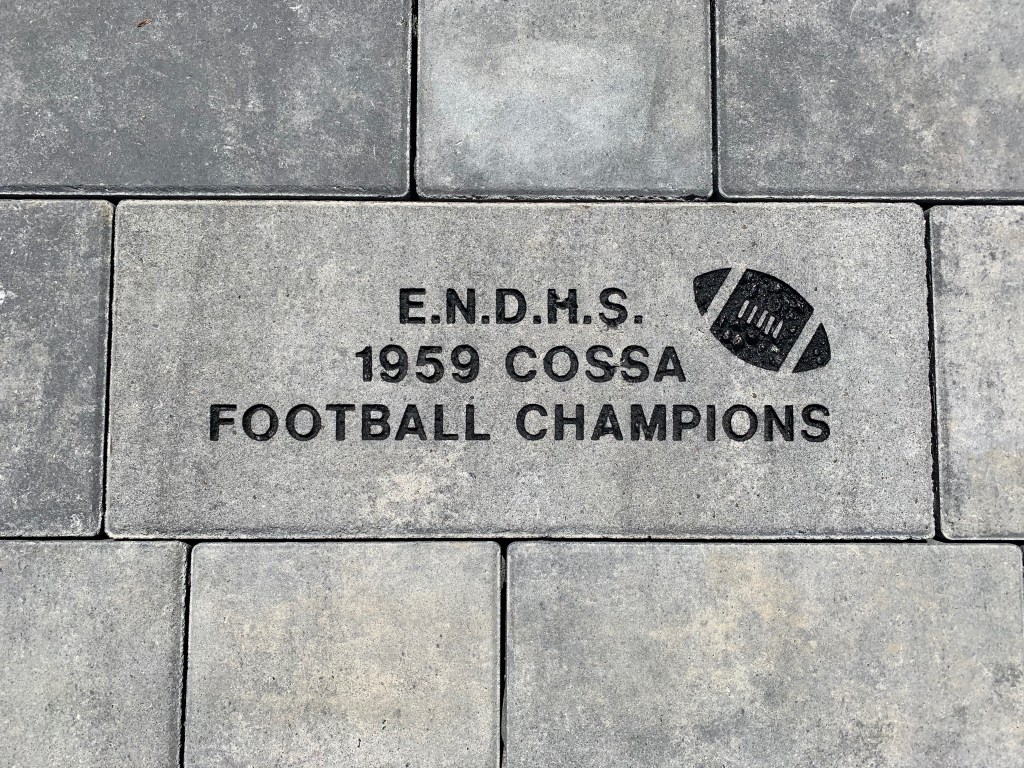 E.N.D.H.S.
1959 COSSA
FOOTBALL CHAMPIONS